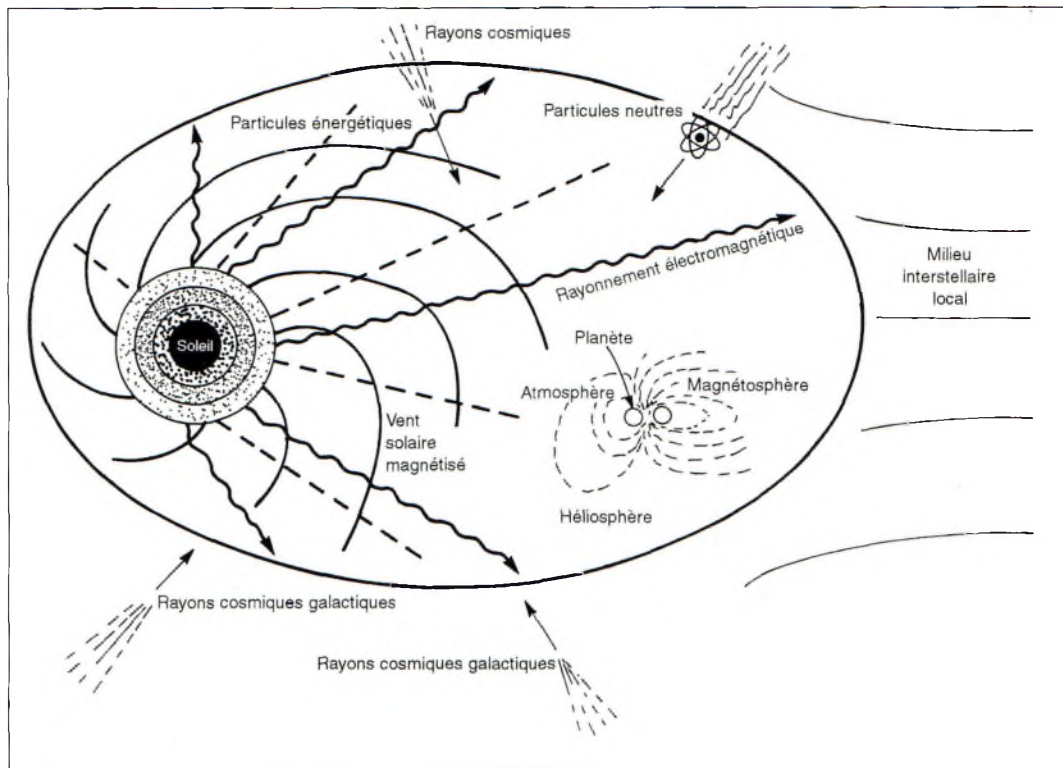 Rayons cosmiques
Particules énergétiques
Particules neutres
Rayonnement électromagnétique
Milieu
interstellaire
local
Soleil
Planète
Atmosphère
Magnétosphère
Vent
solaire
magnétisé
Héliosphère
Rayons cosmiques galactiques
Rayons cosmiques galactiques